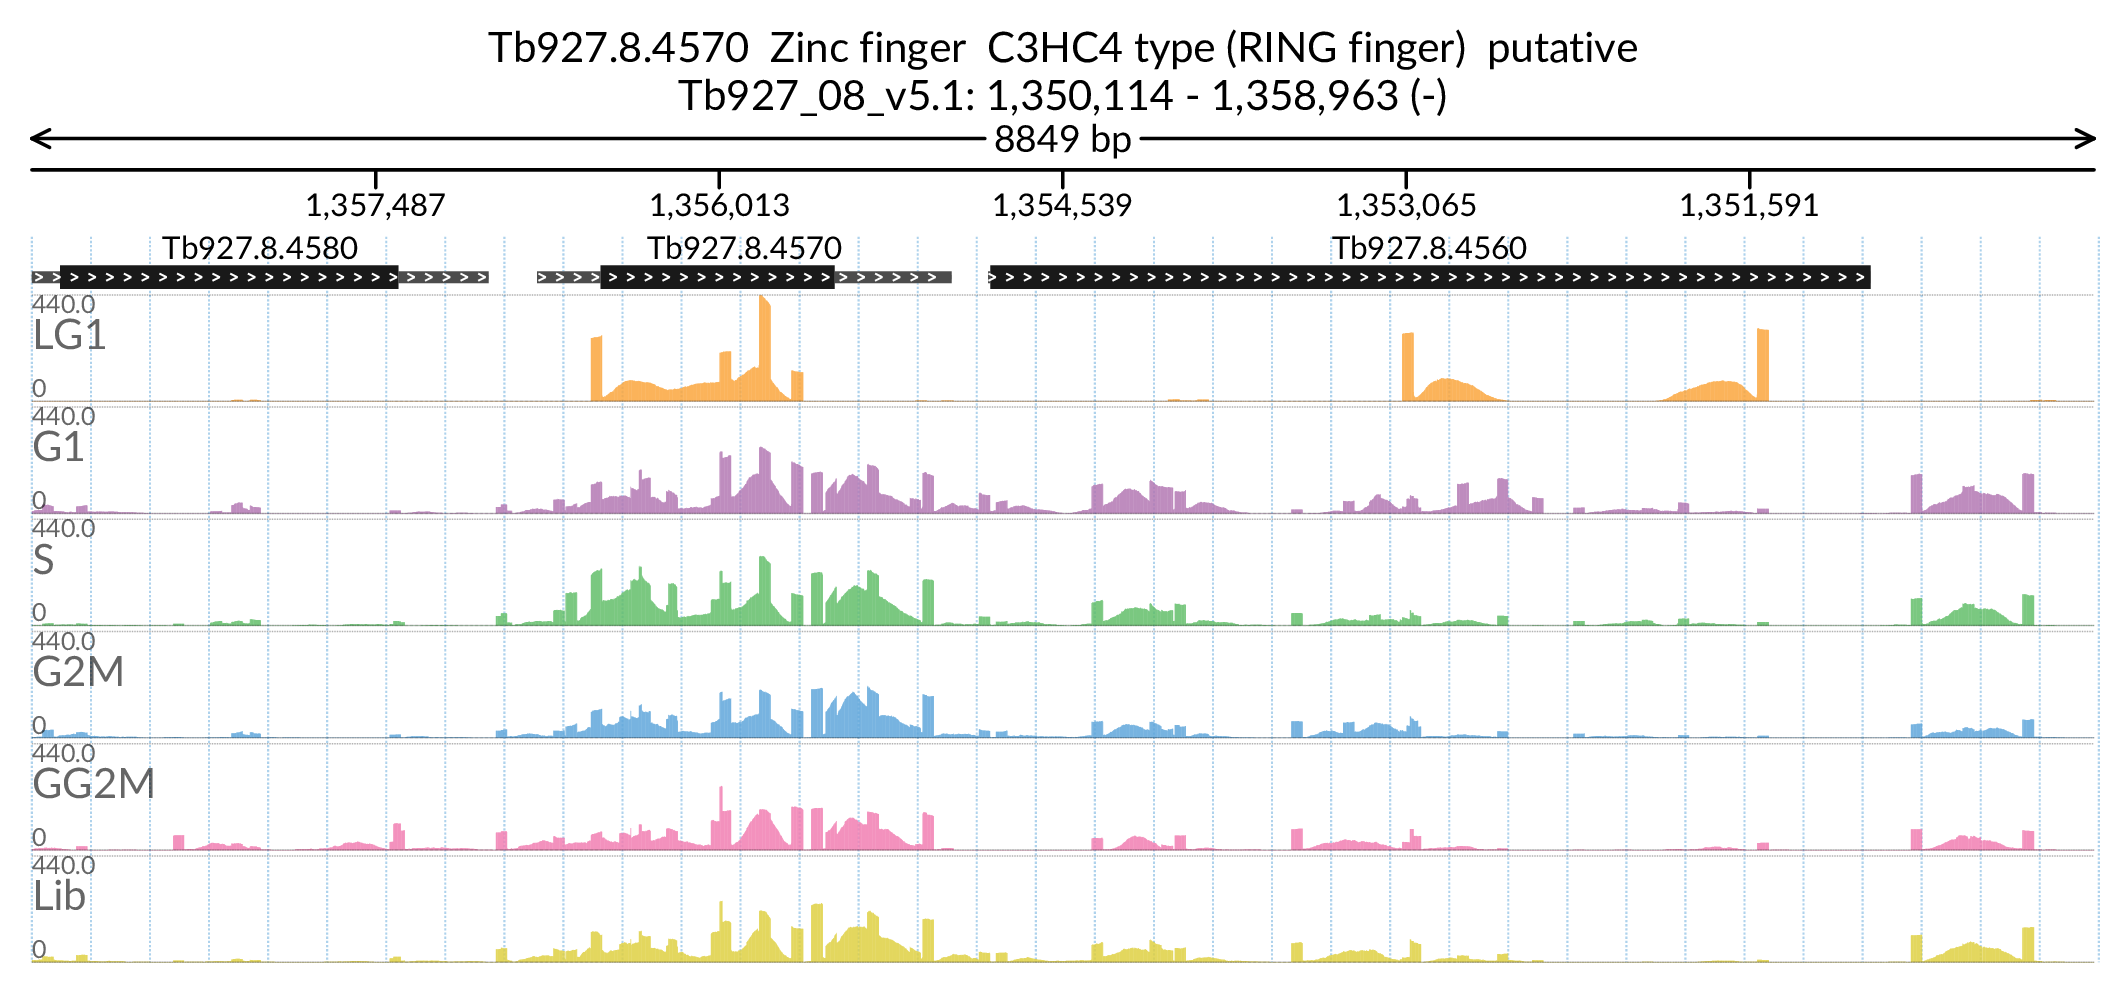 Tb927.8.4570 Zinc finger C3HC4 type (RING finger) putative
Tb927_08_v5.1: 1,350,114 - 1,358,963 (-)
8849 bp
1,357,487 1,356,013 1,354,539 1,353,065 1,351,591
Tb927.8.4580 Tb927.8.4570 Tb927.8.4560
440.0
LG1
0
440.0
G1
0
440.0
S
0
440.0
G2M
0
440.0
GG2M
0
440.0
Lib
0